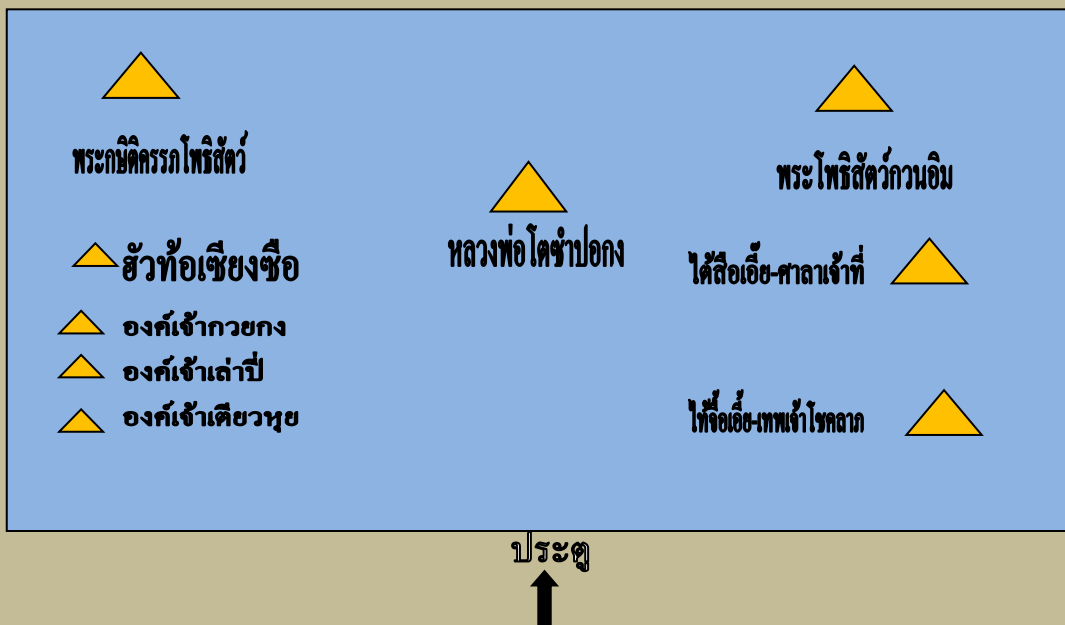 พระกษิติครรภโพธิสัตว์
พระโพธิสัตว์กวนอิม
หลวงพ่อโตซำปอกง
ฮัวท้อเซียงซือ
ไต้สือเอี๊ย-ศาลาเจ้าที่
องค์เจ้ากวยกง
องค์เจ้าเล่าปี่
องค์เจ้าเตียวหุย
ไท้จื้อเอี้ย-เทพเจ้าโชคลาภ
ประตู